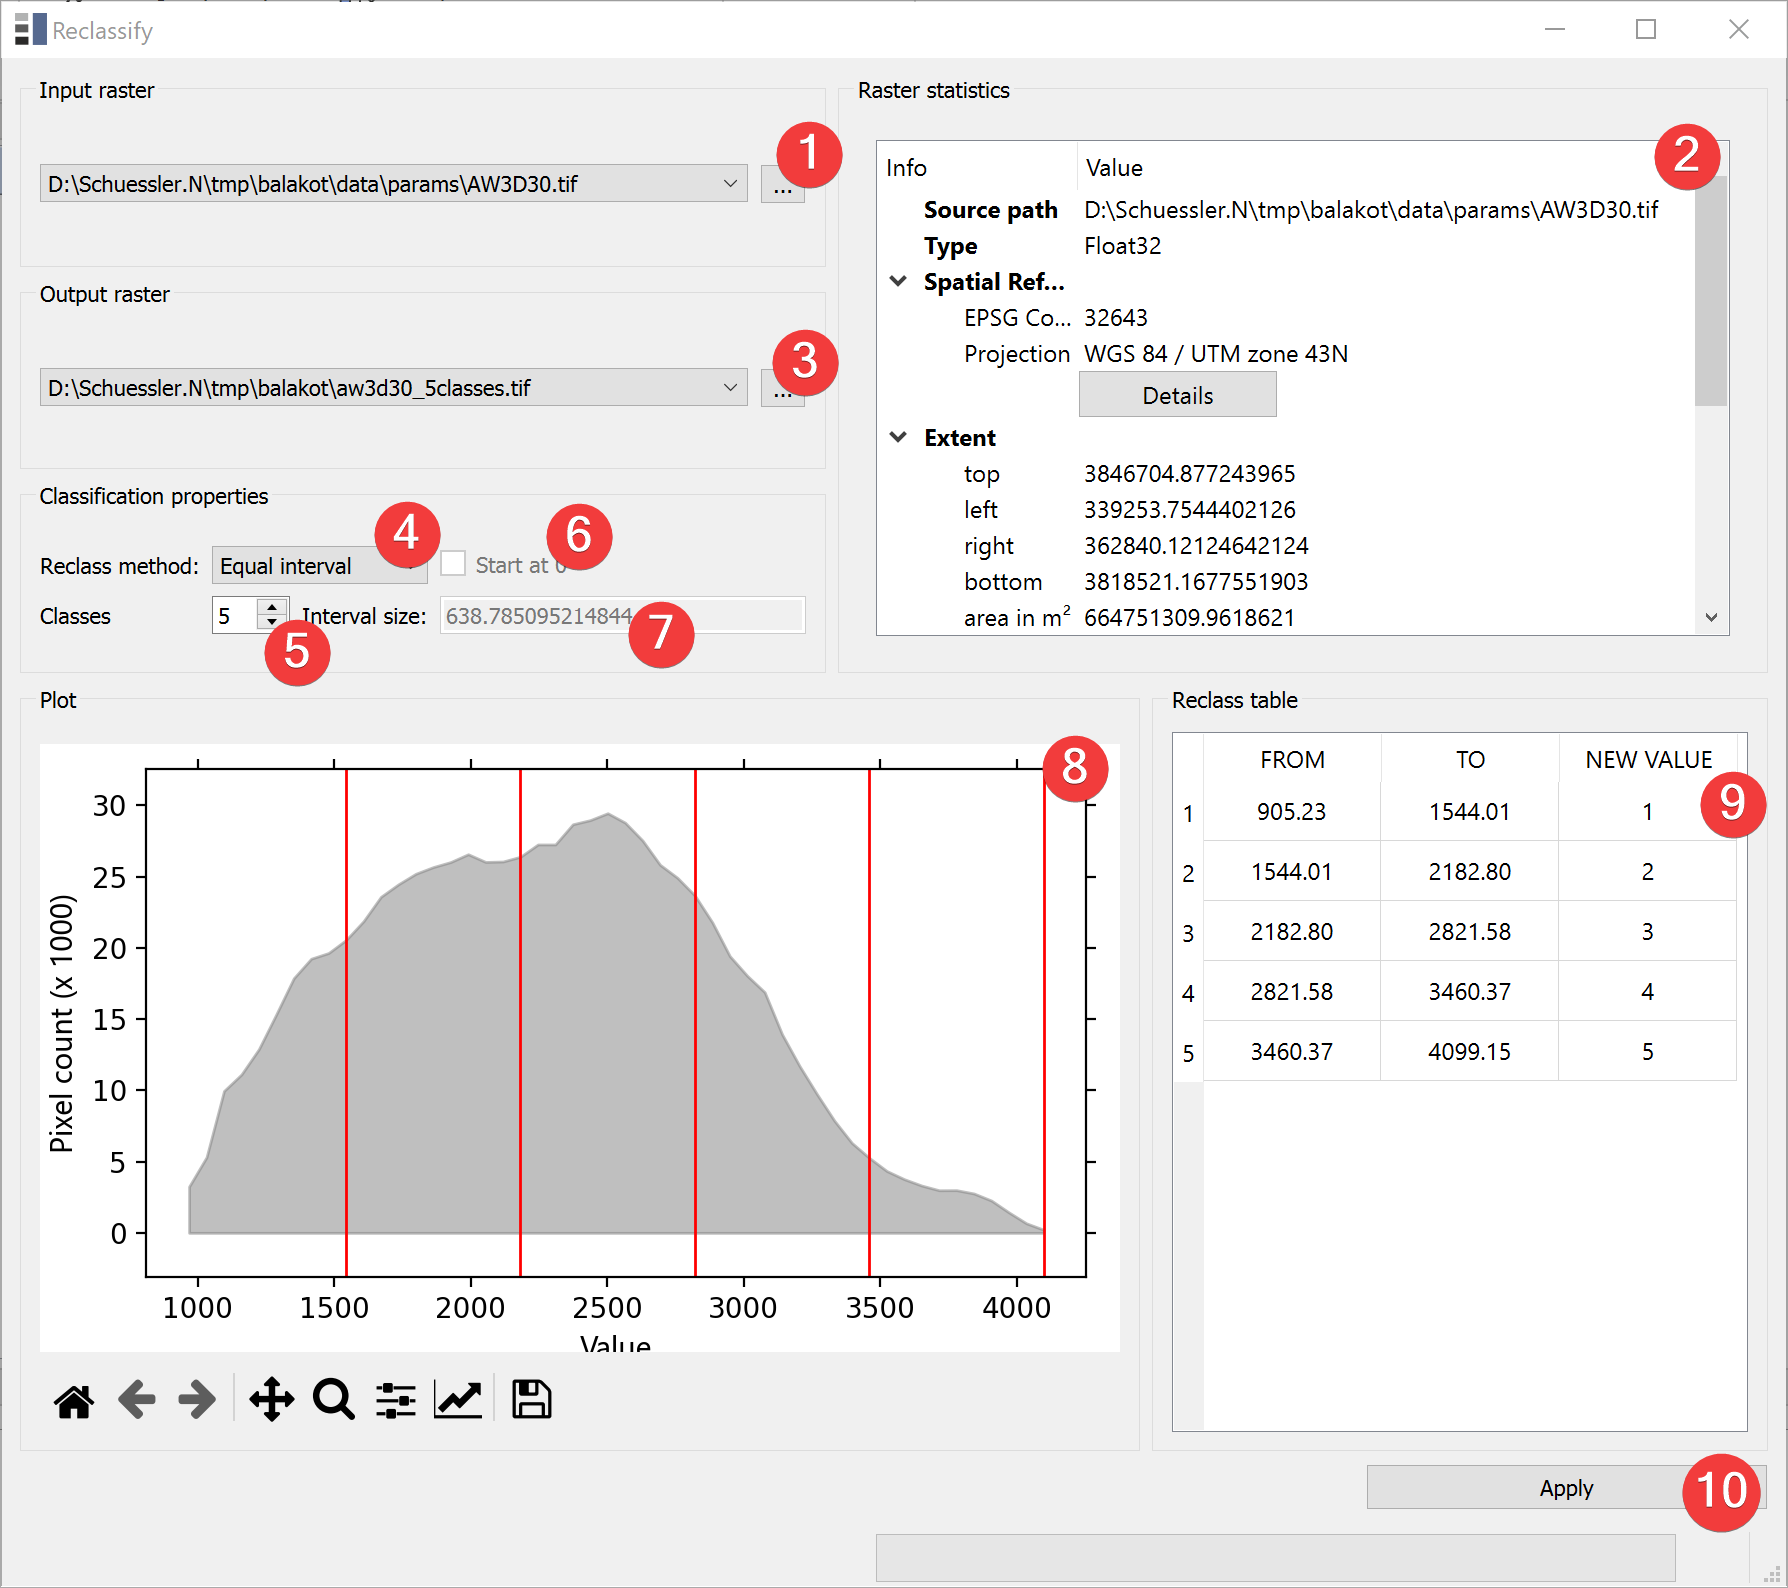 Reclassify
Input raster
D:\Schuessler.N\tmp\balakot\data\params\AW3D30.tif
...
1
Raster statistics
2
Info Value
Source path D:\Schuessler.N\tmp\balakot\data\params\AW3D30.tif
Type Float32
Spatial Ref...
EPSG Co... 32643
Projection WGS 84 / UTM zone 43N
Details
Extent
top 3846704.877243965
left 339253.7544402126
right 362840.12124642124
bottom 3818521.1677551903
area in m² 664751309.9618621
Output raster
D:\Schuessler.N\tmp\balakot\aw3d30_5classes.tif
...
3
Classification properties
4
6
Reclass method: Equal interval Start at 0
Classes 5 Interval size: 638.785095214844
5
7
Plot
8
30
25
20
15
10
5
0
Pixel count (x 1000)
1000 1500 2000 2500 3000 3500 4000
Value
Reclass table
FROM TO NEW VALUE
9
1 905.23 1544.01 1
2 1544.01 2182.80 2
3 2182.80 2821.58 3
4 2821.58 3460.37 4
5 3460.37 4099.15 5
Apply
10